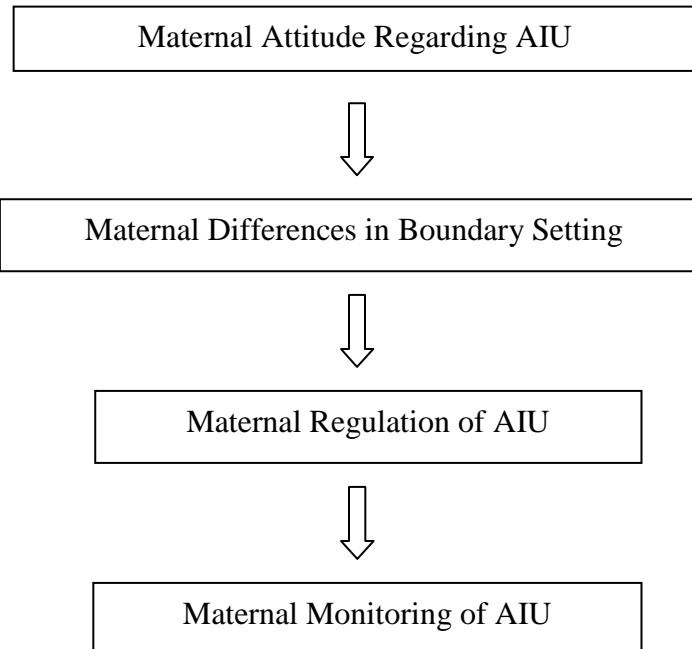 Maternal Attitude Regarding AIU
Maternal Differences in Boundary Setting
Maternal Regulation of AIU
Maternal Monitoring of AIU